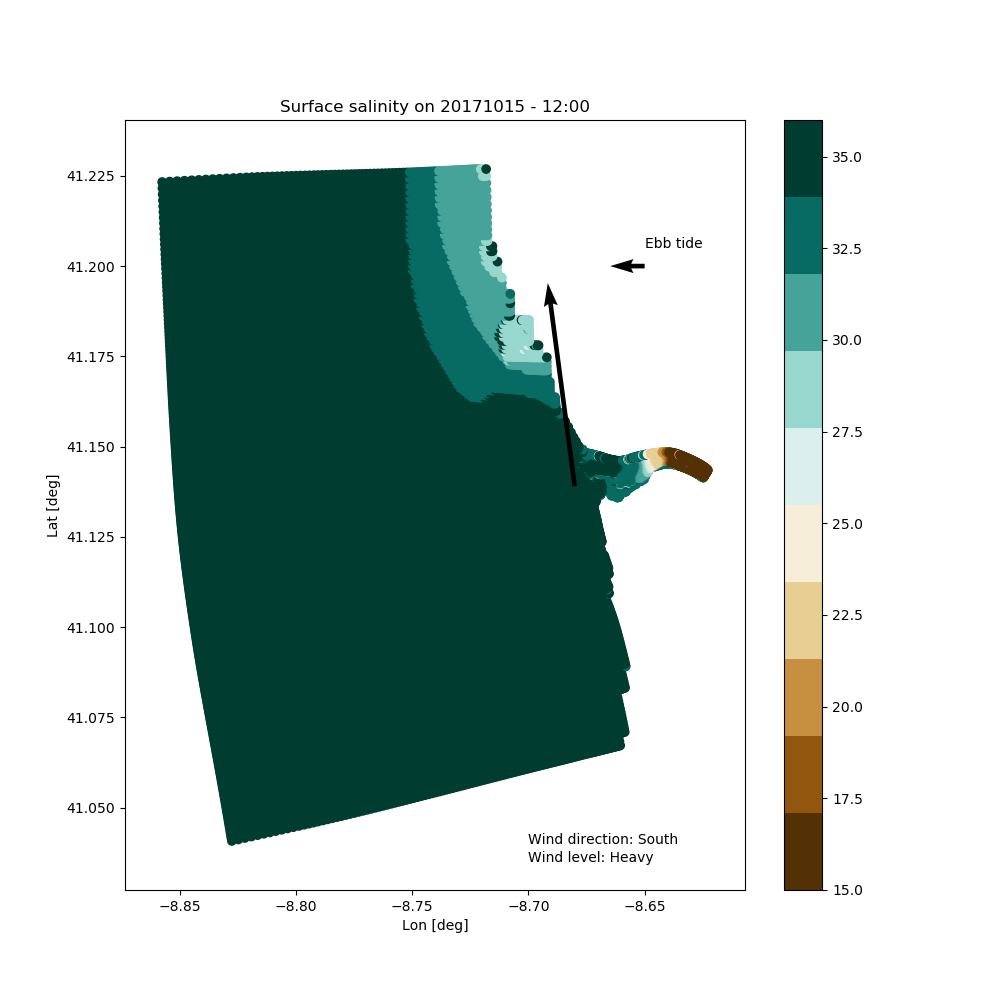 Surface salinity on 20171015 - 12:00
Ebb tide
Wind direction: South
Wind level: Heavy
Lat [deg]
41.225
41.200
41.175
41.150
41.125
41.100
41.075
41.050
−8.85 −8.80 −8.75 −8.70 −8.65
Lon [deg]
35.0
32.5
30.0
27.5
25.0
22.5
20.0
17.5
15.0